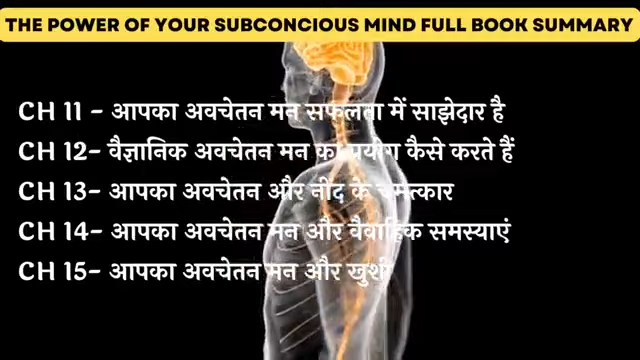 THE POWER OF YOUR SUBCONCIOUS MIND FULL BOOK SUMMARY
CH 11 - आपका अवचेतन मन सफलता में साझेदार है
CH 12- वैज्ञानिक अवचेतन मन का प्रयोग कैसे करते हैं
CH 13- आपका अवचेतन और नींद के चमत्कार
CH 14- आपका अवचेतन मन और वैवाहिक समस्याएं
CH 15- आपका अवचेतन मन और खुशी